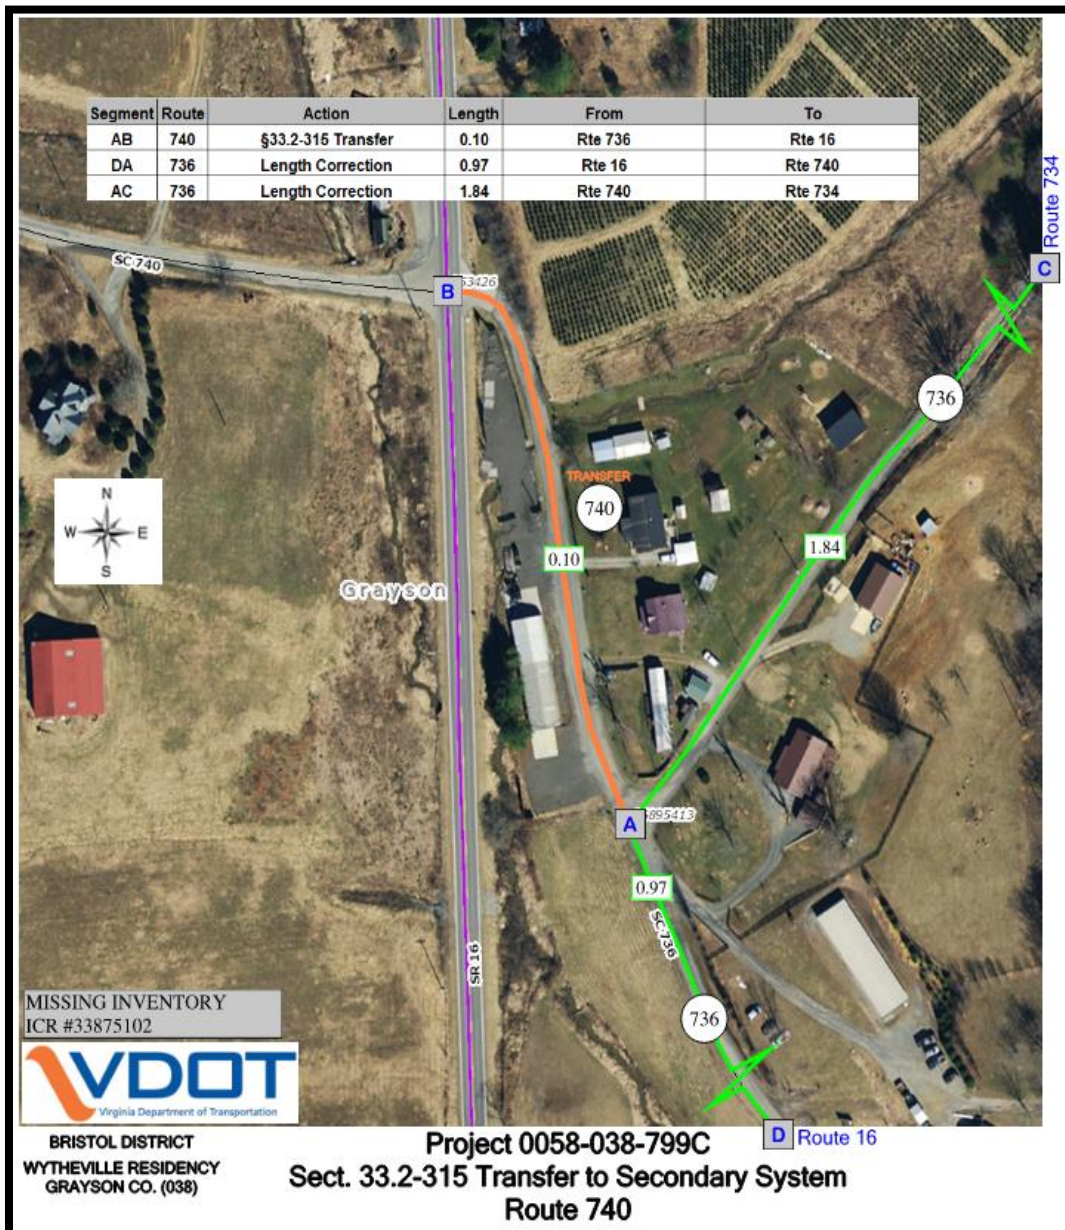 Segment Route Action Length From To
AB 740 §33.2-315 Transfer 0.10 Rte 736 Rte 16
DA 736 Length Correction 0.97 Rte 16 Rte 740
AC 736 Length Correction 1.84 Rte 740 Rte 734
Route 734
C
SC 740
B
53426
736
TRANSFER
740
N
W E
S
0.10
1.84
Grayson
A
895413
0.97
SC 736
SR 16
736
MISSING INVENTORY
ICR #33875102
VDOT
Virginia Department of Transportation
D Route 16
BRISTOL DISTRICT
WYTHEVILLE RESIDENCY
GRAYSON CO. (038)
Project 0058-038-799C
Sect. 33.2-315 Transfer to Secondary System
Route 740